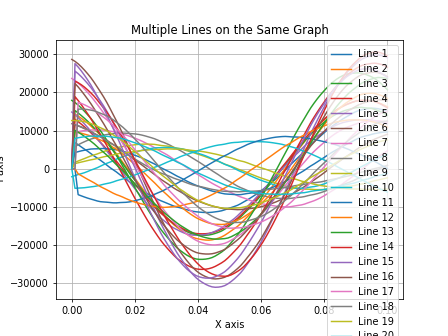 Multiple Lines on the Same Graph
30000
20000
10000
0
−10000
−20000
−30000
0.00
0.02
0.04
0.06
X axis
Line 1
Line 2
Line 3
Line 4
Line 5
Line 6
Line 7
Line 8
Line 9
Line 10
Line 11
Line 12
Line 13
Line 14
Line 15
Line 16
Line 17
Line 18
Line 19
Line 20